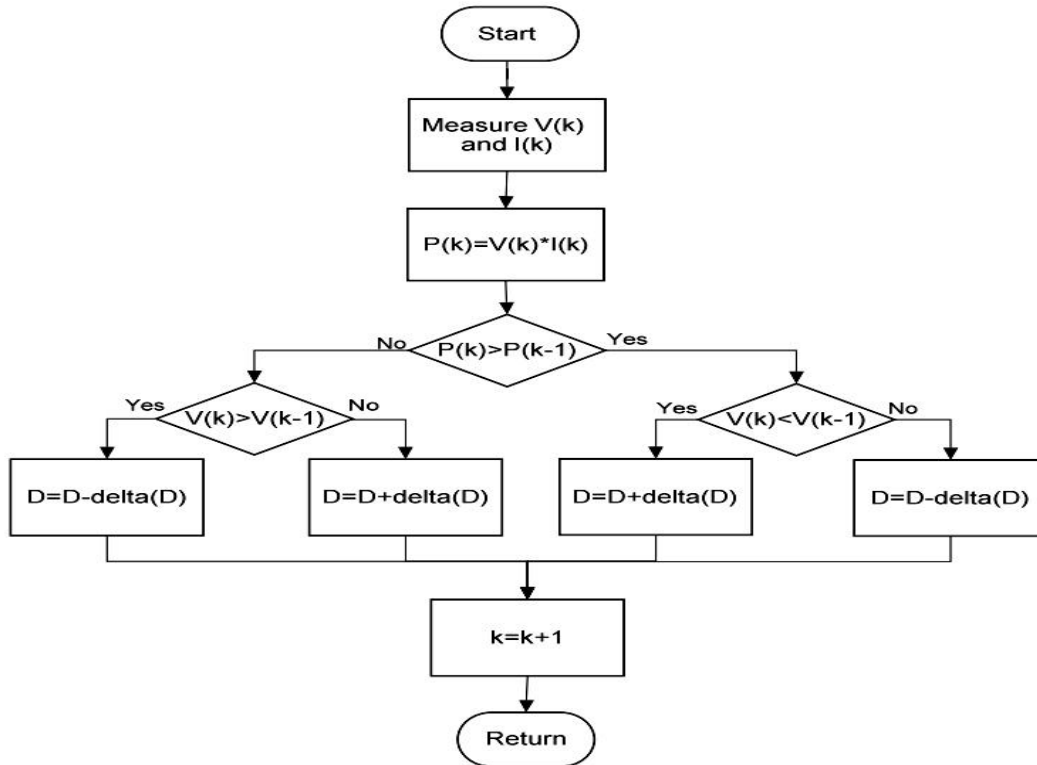 Start
Measure V(k)
and I(k)
P(k)=V(k)*I(k)
No
P(k)>P(k-1)
Yes
Yes
V(k)>V(k-1)
No
Yes
V(k)<V(k-1)
No
D=D-delta(D)
D=D+delta(D)
D=D+delta(D)
D=D-delta(D)
k=k+1
Return